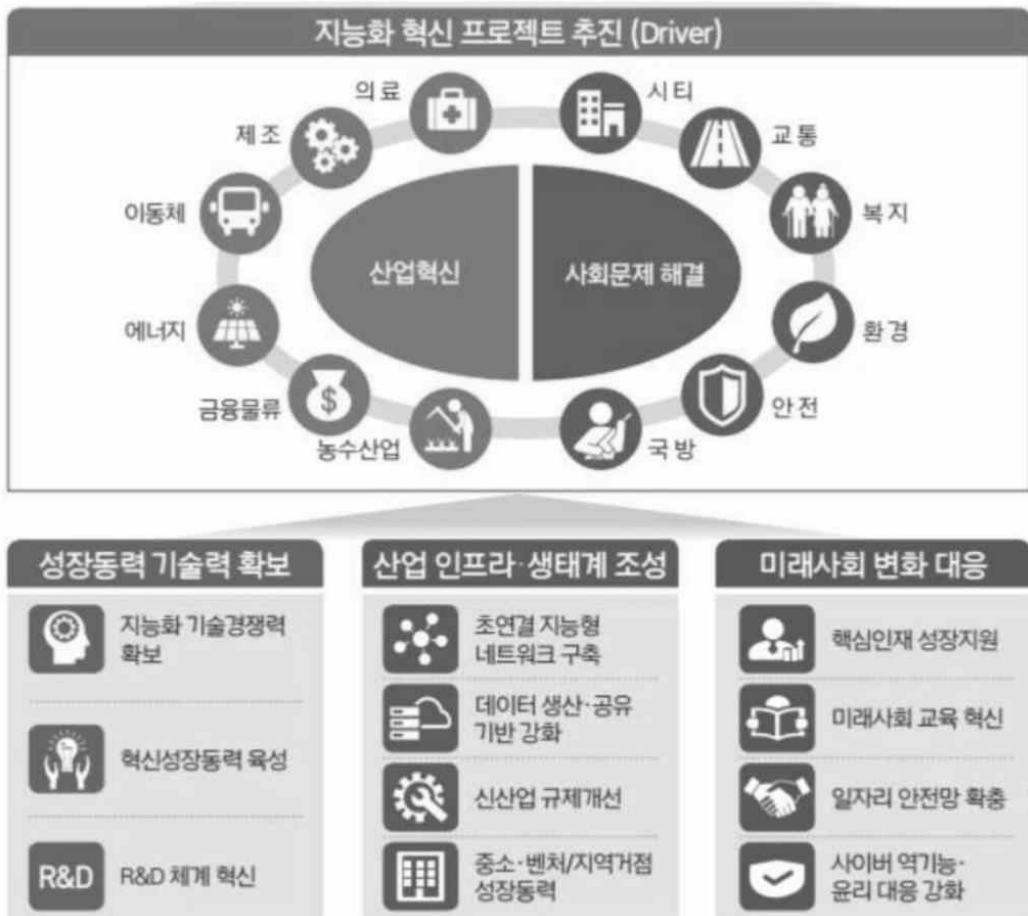 지능화 혁신 프로젝트 추진 (Driver)
의료
시티
제조
교통
이동체
복지
산업혁신
사회문제 해결
에너지
환경
금융물류
안전
농수산업
국방
성장동력 기술력 확보
지능화 기술경쟁력
확보
혁신성장동력 육성
R&D
R&D 체계 혁신
산업 인프라·생태계 조성
초연결 지능형
네트워크 구축
데이터 생산·공유
기반 강화
신산업 규제개선
중소·벤처/지역거점
성장동력
미래사회 변화 대응
핵심인재 성장지원
미래사회 교육 혁신
일자리 안전망 확충
사이버 역기능·
윤리 대응 강화